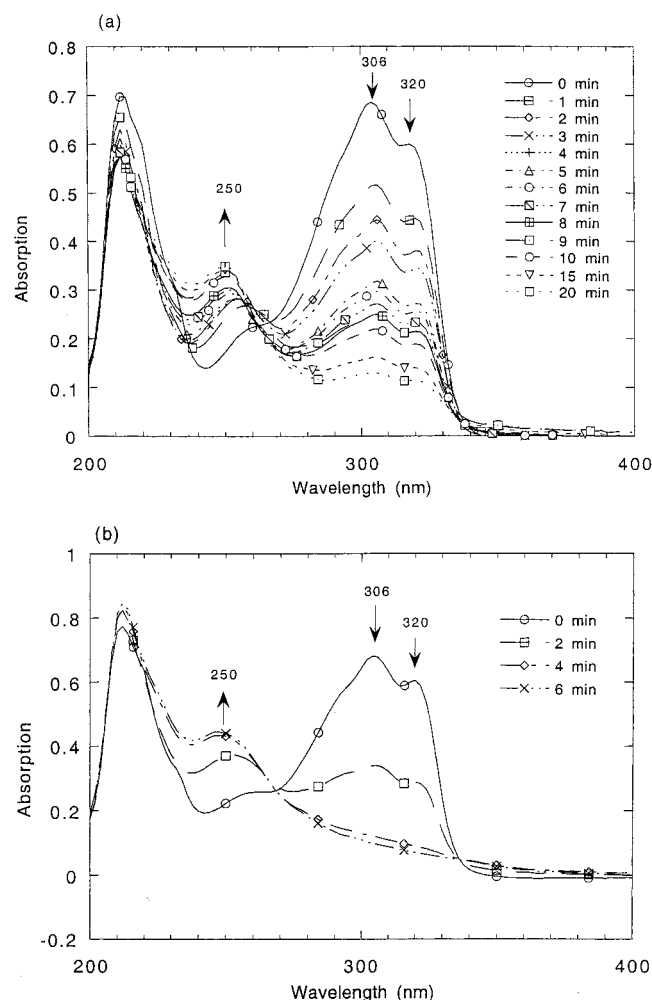 (a)
0.8
0.7
0.6
0.5
0.4
0.3
0.2
0.1
0
Absorption
306
320
250
0 min
1 min
2 min
3 min
4 min
5 min
6 min
7 min
8 min
9 min
10 min
15 min
20 min
200
300
400
Wavelength (nm)
(b)
1
0.8
0.6
0.4
0.2
0
-0.2
Absorption
306
320
250
0 min
2 min
4 min
6 min
200
300
400
Wavelength (nm)